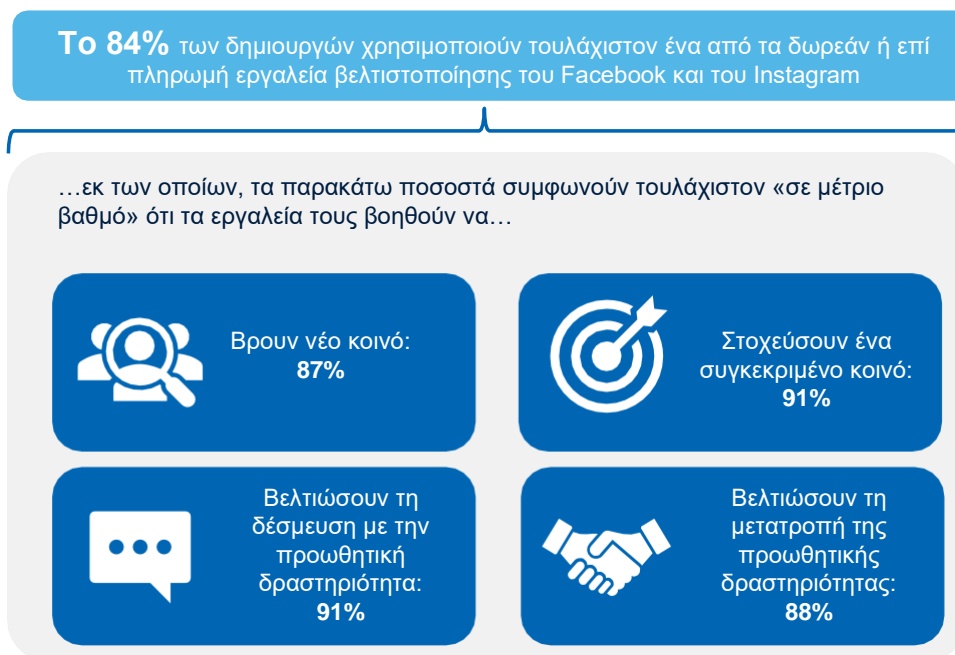 Το 84% των δημιουργών χρησιμοποιούν τουλάχιστον ένα από τα δωρεάν ή επί
πληρωμή εργαλεία βελτιστοποίησης του Facebook και του Instagram
…εκ των οποίων, τα παρακάτω ποσοστά συμφωνούν τουλάχιστον «σε μέτριο
βαθμό» ότι τα εργαλεία τους βοηθούν να…
Βρουν νέο κοινό:
87%
Στοχεύσουν ένα
συγκεκριμένο κοινό:
91%
Βελτιώσουν τη
δέσμευση με την
προωθητική
δραστηριότητα:
91%
Βελτιώσουν τη
μετατροπή της
προωθητικής
δραστηριότητας:
88%